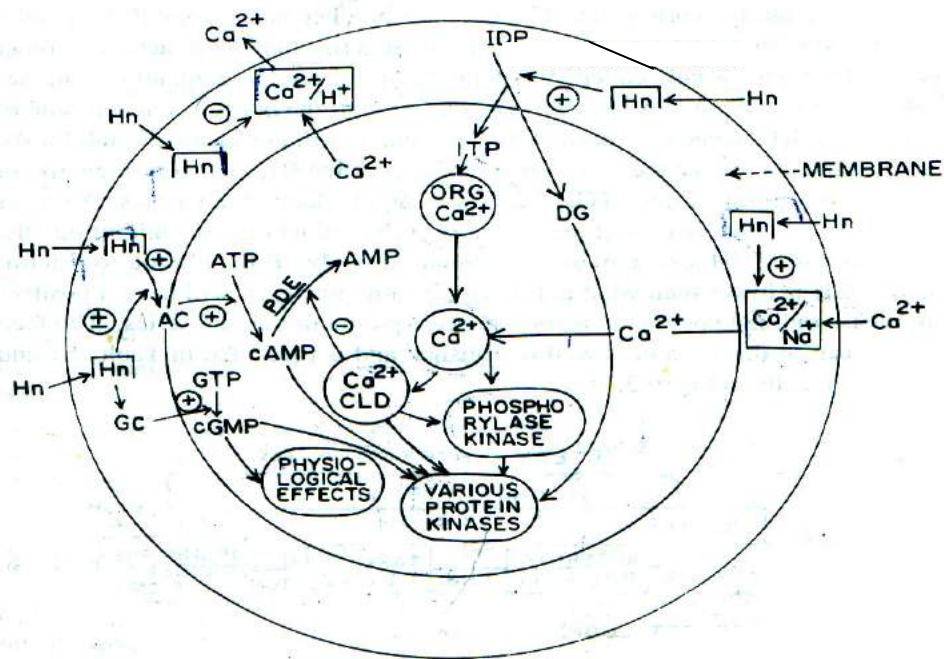 Ca2+
IDP
Ca2+/H+
Hn
⊖
⊕
Hn
Hn
Hn
Ca2+
ITP
MEMBRANE
ORG
Ca2+
DG
Hn
Hn
Hn
Hn
⊕
ATP
AMP
PDE
⊕
Ca2+/Na+
Ca2+
Ca2+
Ca2+
⊖
AC
⊕
cAMP
±
Hn
Hn
GTP
⊕
Gc
cGMP
Ca2+
CLD
PHOSPHO
RYLASE
KINASE
PHYSIO-
LOGICAL
EFFECTS
VARIOUS
PROTEIN
KINASES